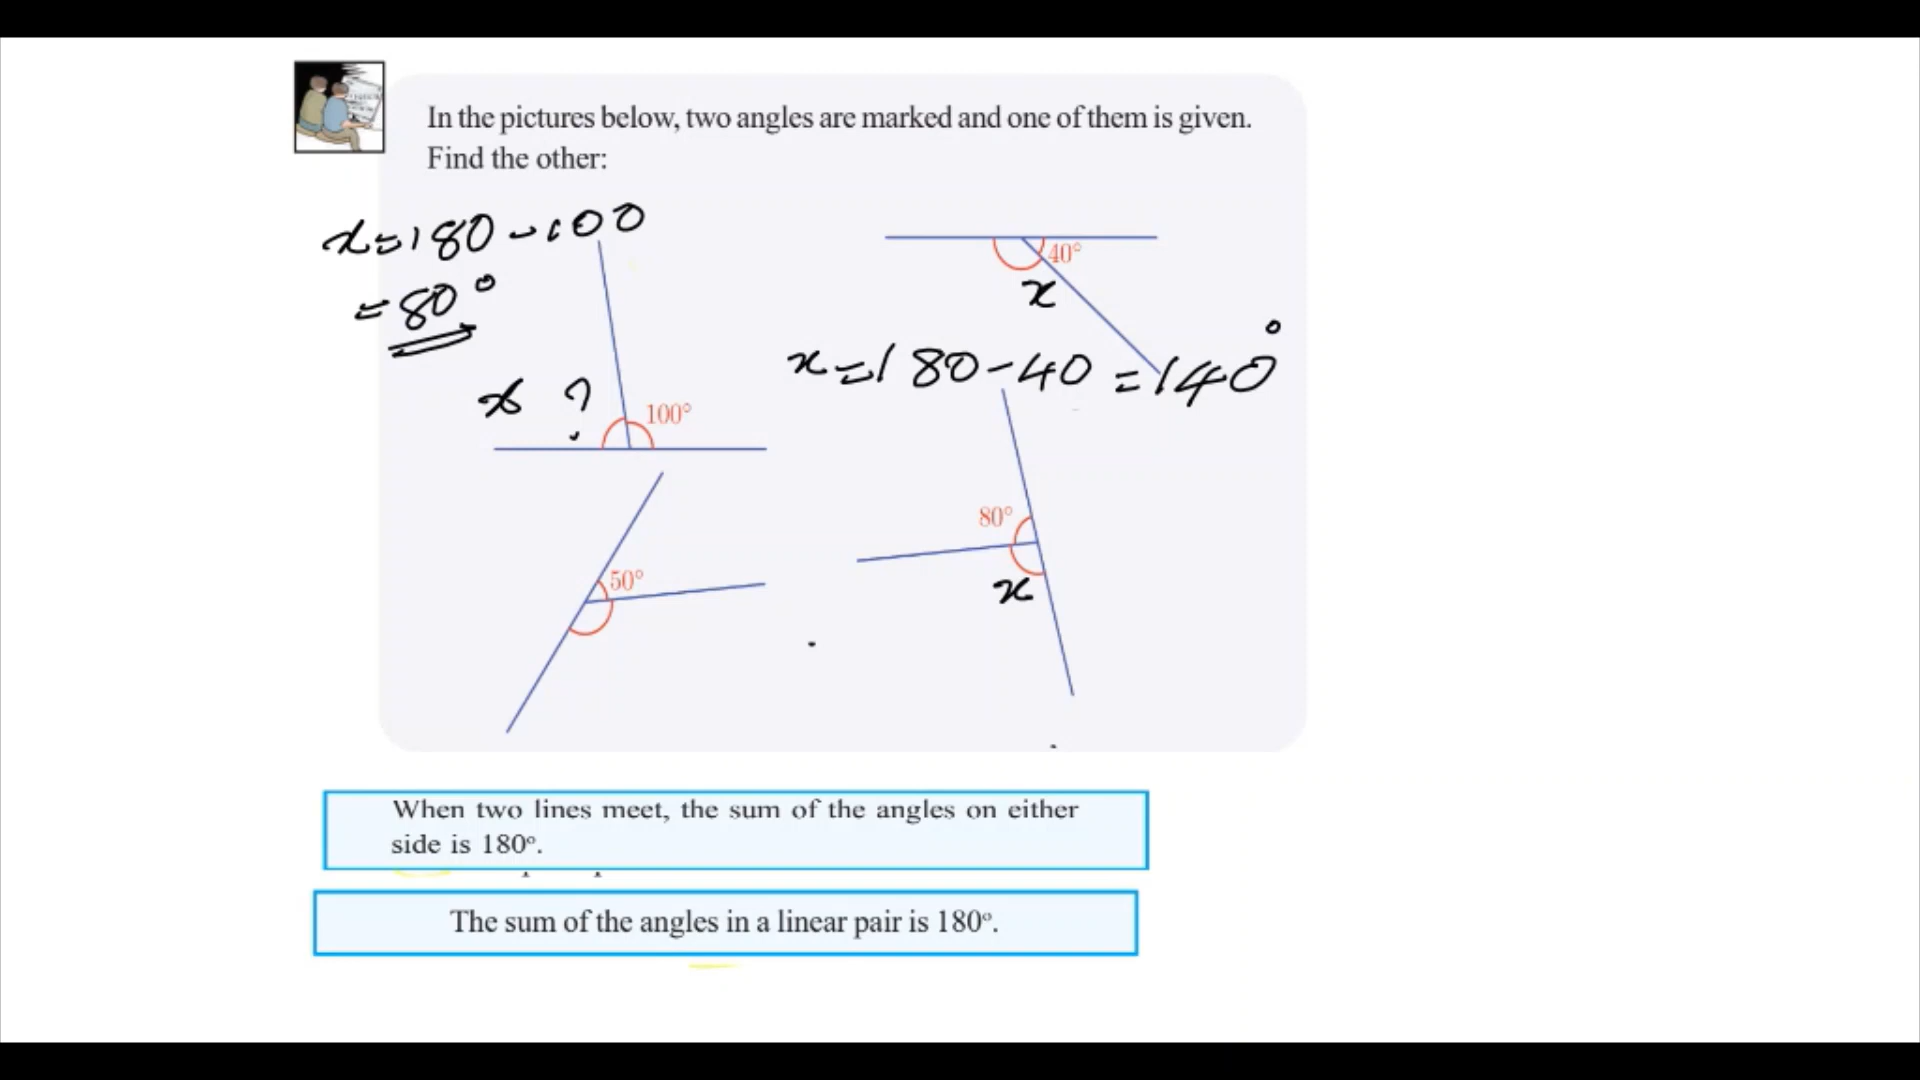 In the pictures below, two angles are marked and one of them is given.
Find the other:
x=180-100
=80°
x ?
100°
40°
x
x=180-40=140°
50°
80°
x
When two lines meet, the sum of the angles on either
side is 180°.
The sum of the angles in a linear pair is 180°.